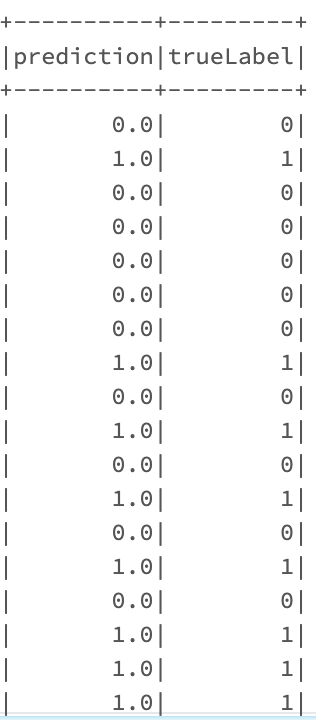 +----------+---------+
|prediction|trueLabel|
+----------+---------+
|       0.0|        0|
|       1.0|        1|
|       0.0|        0|
|       0.0|        0|
|       0.0|        0|
|       0.0|        0|
|       0.0|        0|
|       1.0|        1|
|       0.0|        0|
|       1.0|        1|
|       0.0|        0|
|       1.0|        1|
|       0.0|        0|
|       1.0|        1|
|       0.0|        0|
|       1.0|        1|
|       1.0|        1|
|       1.0|        1|